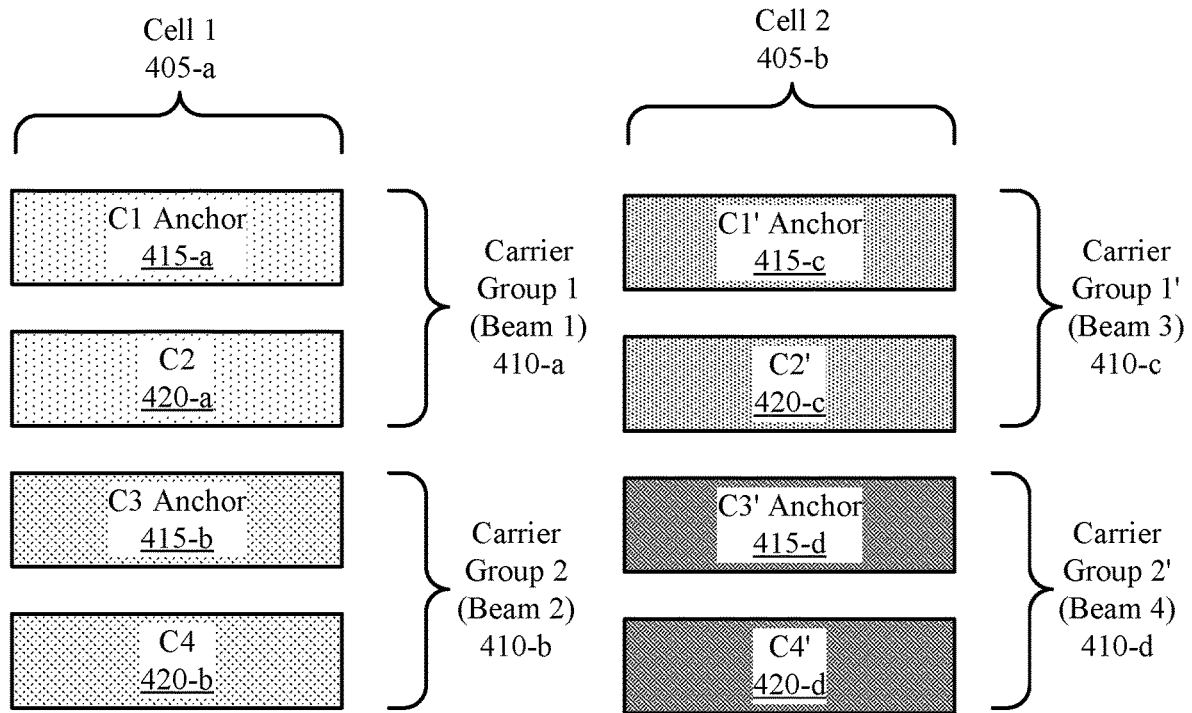 Cell 1
405-a
Cell 2
405-b
C1 Anchor
415-a
C2
420-a
Carrier
Group 1
(Beam 1)
410-a
C1' Anchor
415-c
C2'
420-c
Carrier
Group 1'
(Beam 3)
410-c
C3 Anchor
415-b
C4
420-b
Carrier
Group 2
(Beam 2)
410-b
C3' Anchor
415-d
C4'
420-d
Carrier
Group 2'
(Beam 4)
410-d